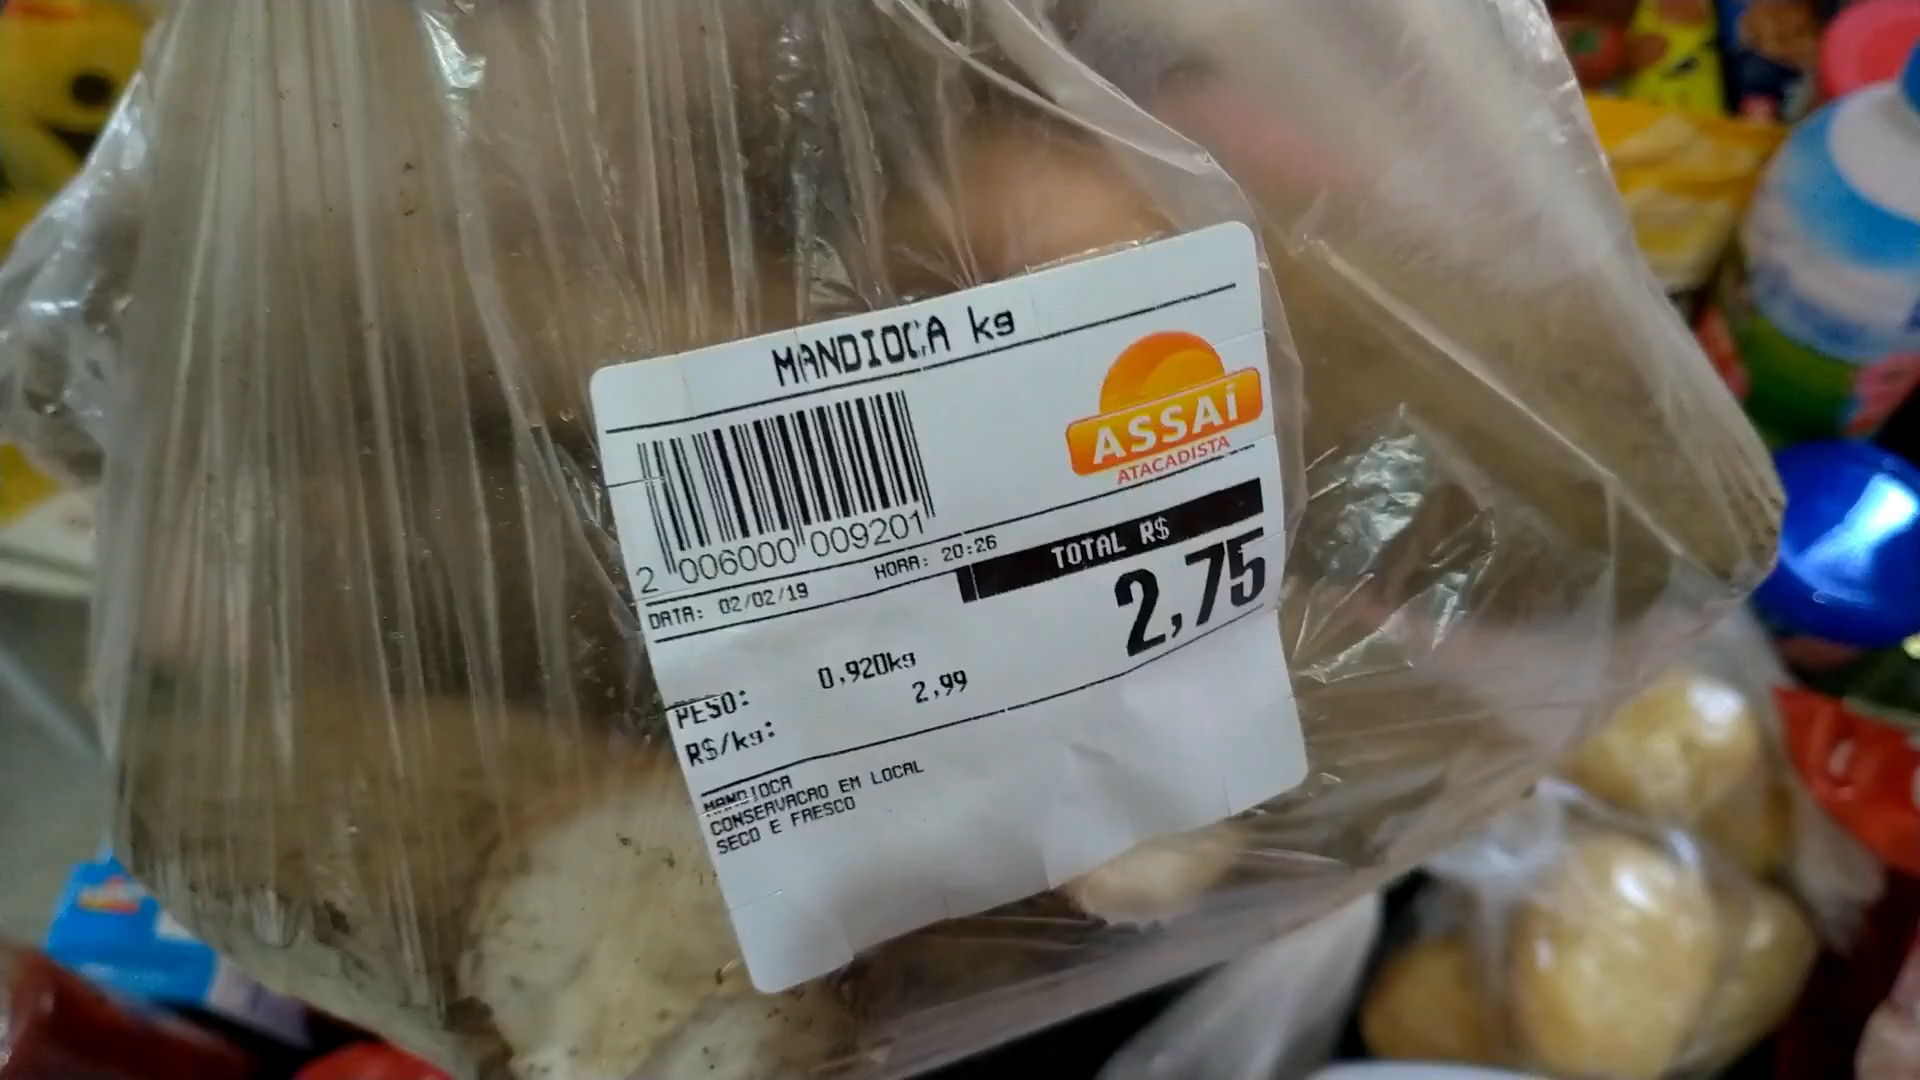 MANDIOCA kg
ASSAÍ
ATACADISTA
2 006000 009201
DATA: 02/02/19 HORA: 20:26
TOTAL R$
2,75
PESO: 0,920kg
R$/kg: 2,99
MANDIOCA
CONSERVACAO EM LOCAL
SECO E FRESCO